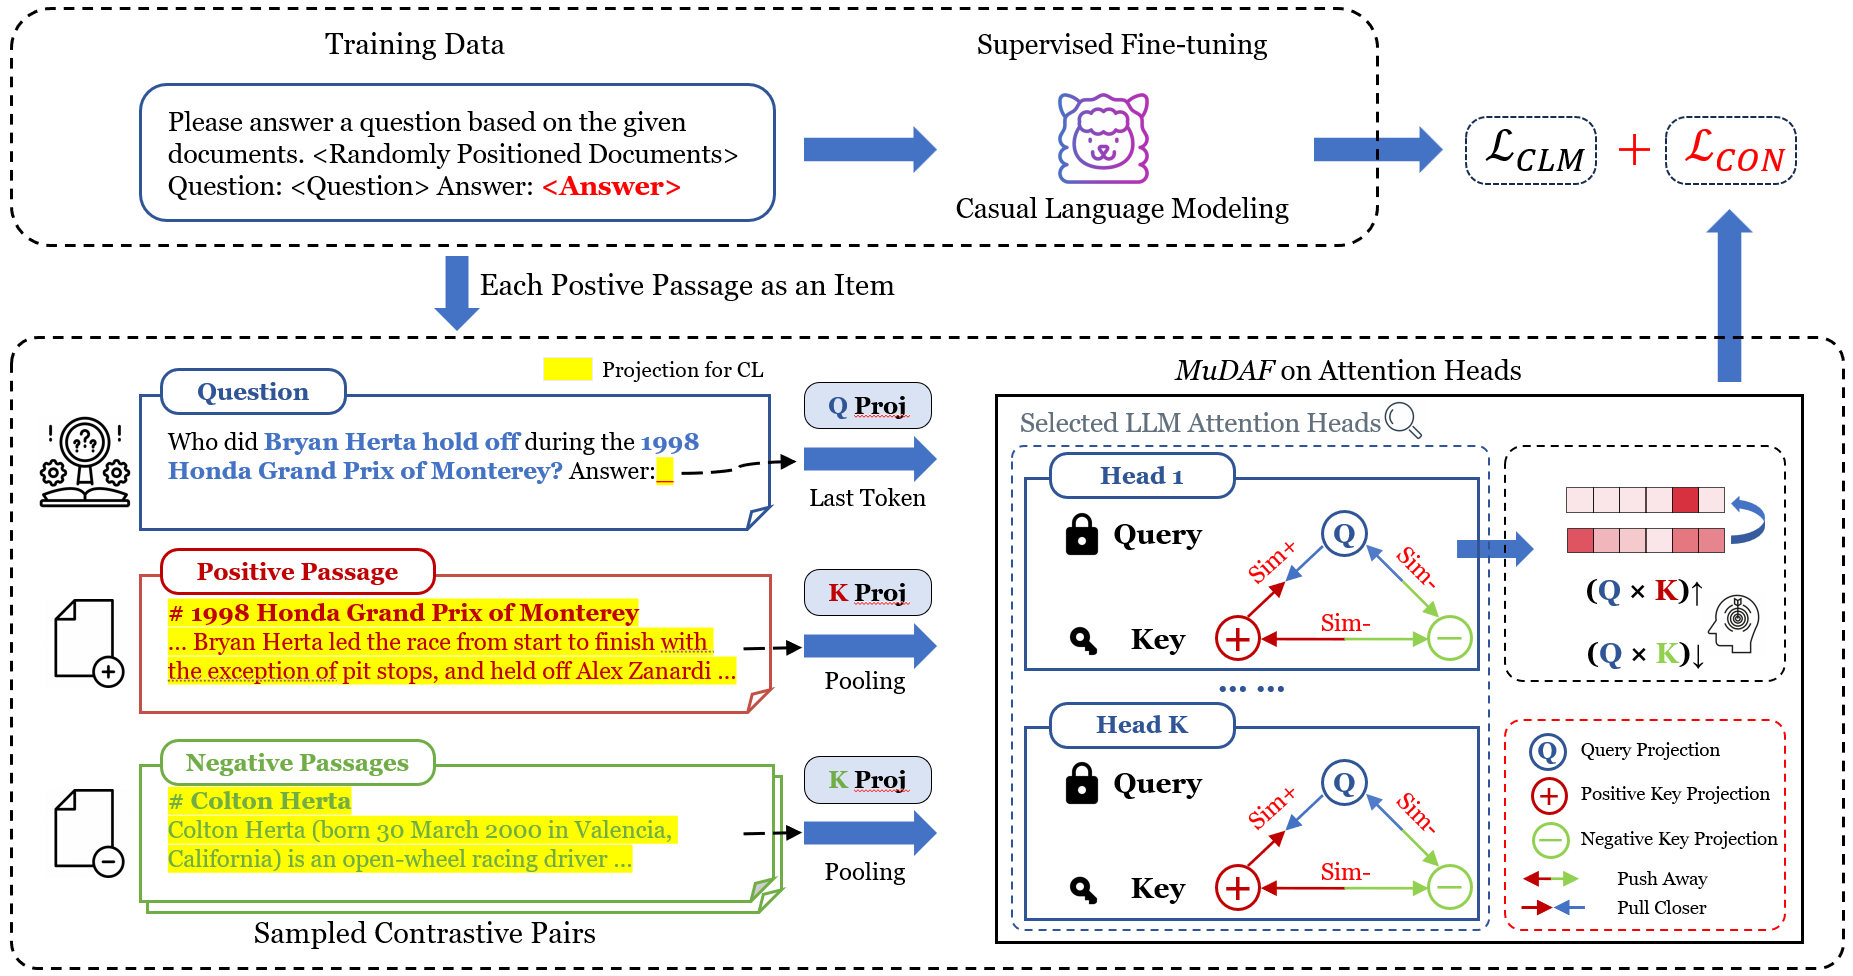 Training Data
Please answer a question based on the given
documents. <Randomly Positioned Documents>
Question: <Question> Answer: <Answer>
Supervised Fine-tuning
Casual Language Modeling
ℒCLM + ℒCON
Each Postive Passage as an Item
Projection for CL
Question
Who did Bryan Herta hold off during the 1998
Honda Grand Prix of Monterey? Answer:_
Q Proj
Last Token
Positive Passage
# 1998 Honda Grand Prix of Monterey
... Bryan Herta led the race from start to finish with
the exception of pit stops, and held off Alex Zanardi ...
K Proj
Pooling
Negative Passages
# Colton Herta
Colton Herta (born 30 March 2000 in Valencia,
California) is an open-wheel racing driver ...
K Proj
Pooling
Sampled Contrastive Pairs
MuDAF on Attention Heads
Selected LLM Attention Heads
Head 1
Query
Q
Sim+
Sim-
Key
+
Sim-
−
... ...
Head K
Query
Q
Sim+
Sim-
Key
+
Sim-
−
(Q × K)↑
(Q × K)↓
Q Query Projection
+ Positive Key Projection
− Negative Key Projection
Push Away
Pull Closer